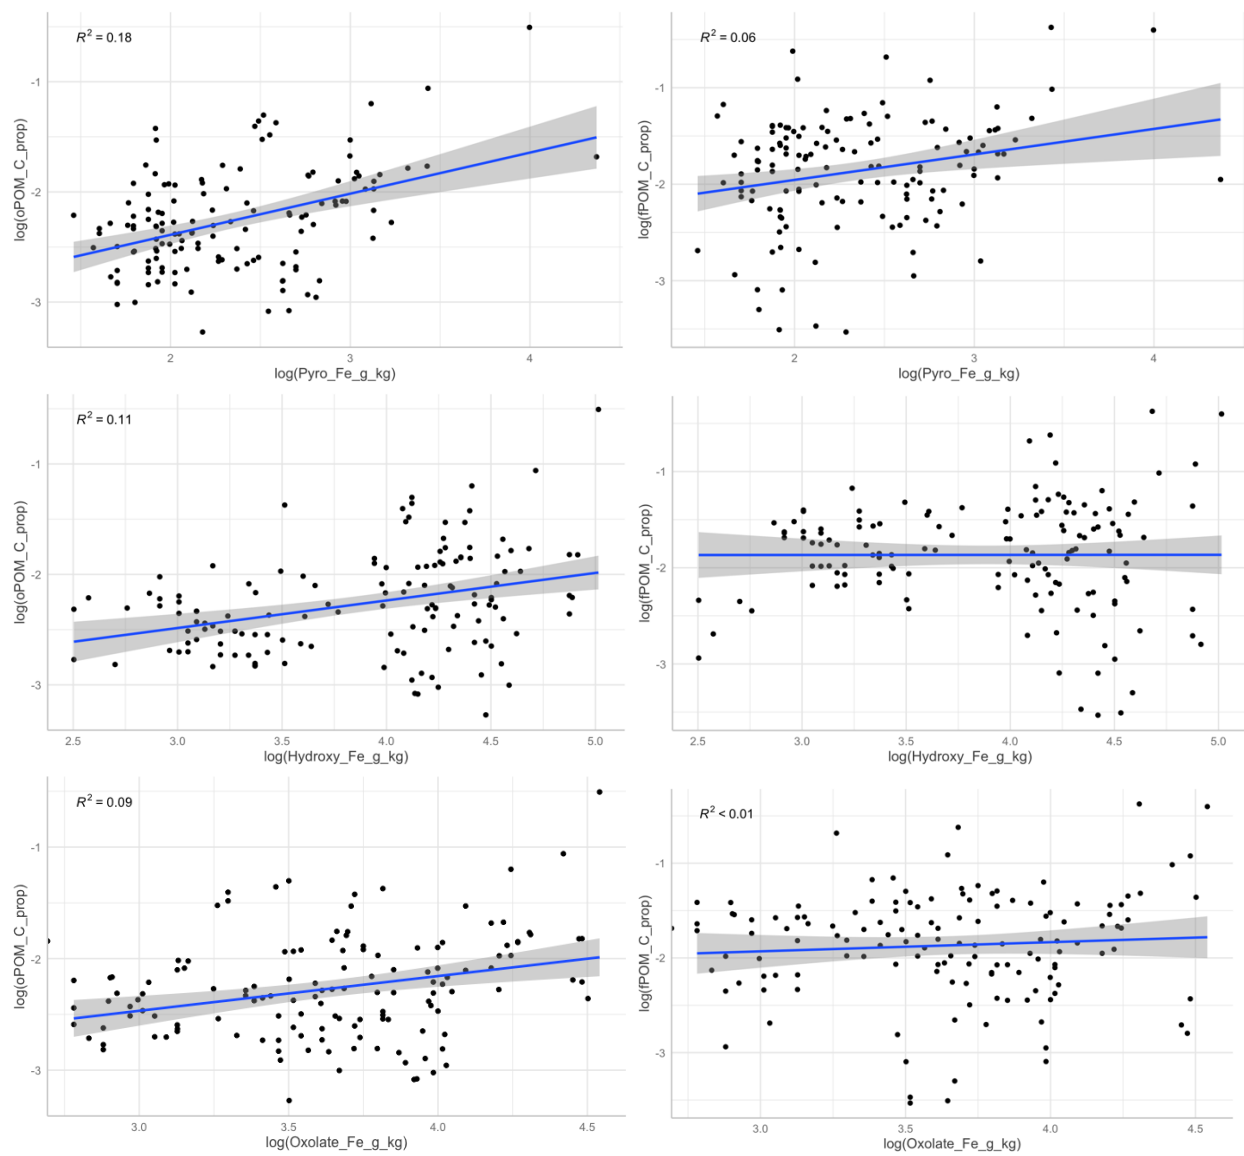 R² = 0.18
log(oPOM_C_prop)
-1
-2
-3
2
3
4
log(Pyro_Fe_g_kg)
R² = 0.06
log(fPOM_C_prop)
-1
-2
-3
2
3
4
log(Pyro_Fe_g_kg)
R² = 0.11
log(oPOM_C_prop)
-1
-2
-3
2.5
3.0
3.5
4.0
4.5
5.0
log(Hydroxy_Fe_g_kg)
log(fPOM_C_prop)
-1
-2
-3
2.5
3.0
3.5
4.0
4.5
5.0
log(Hydroxy_Fe_g_kg)
R² = 0.09
log(oPOM_C_prop)
-1
-2
-3
3.0
3.5
4.0
4.5
log(Oxolate_Fe_g_kg)
R² < 0.01
log(fPOM_C_prop)
-1
-2
-3
3.0
3.5
4.0
4.5
log(Oxolate_Fe_g_kg)